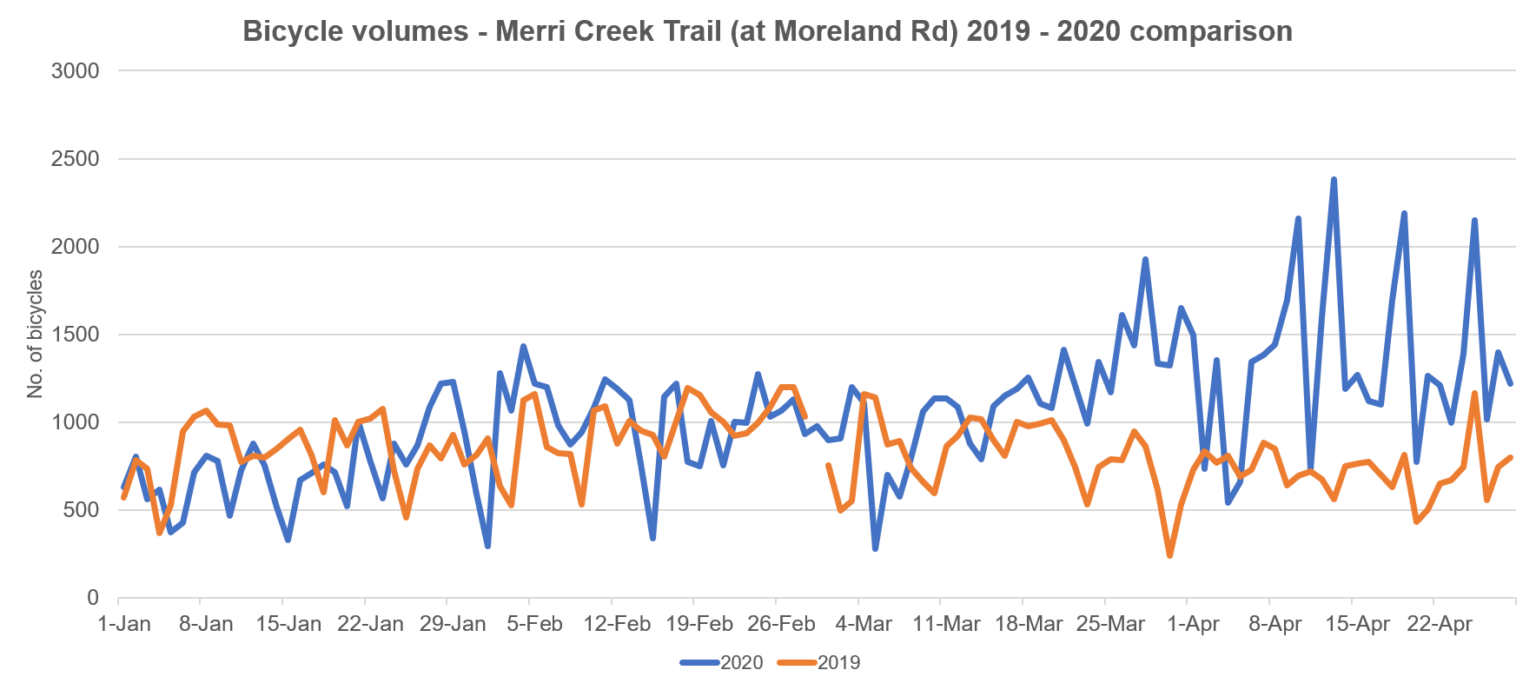 Bicycle volumes - Merri Creek Trail (at Moreland Rd) 2019 - 2020 comparison
3000
2500
2000
1500
1000
500
0
No. of bicycles
1-Jan 8-Jan 15-Jan 22-Jan 29-Jan 5-Feb 12-Feb 19-Feb 26-Feb 4-Mar 11-Mar 18-Mar 25-Mar 1-Apr 8-Apr 15-Apr 22-Apr
2020 2019